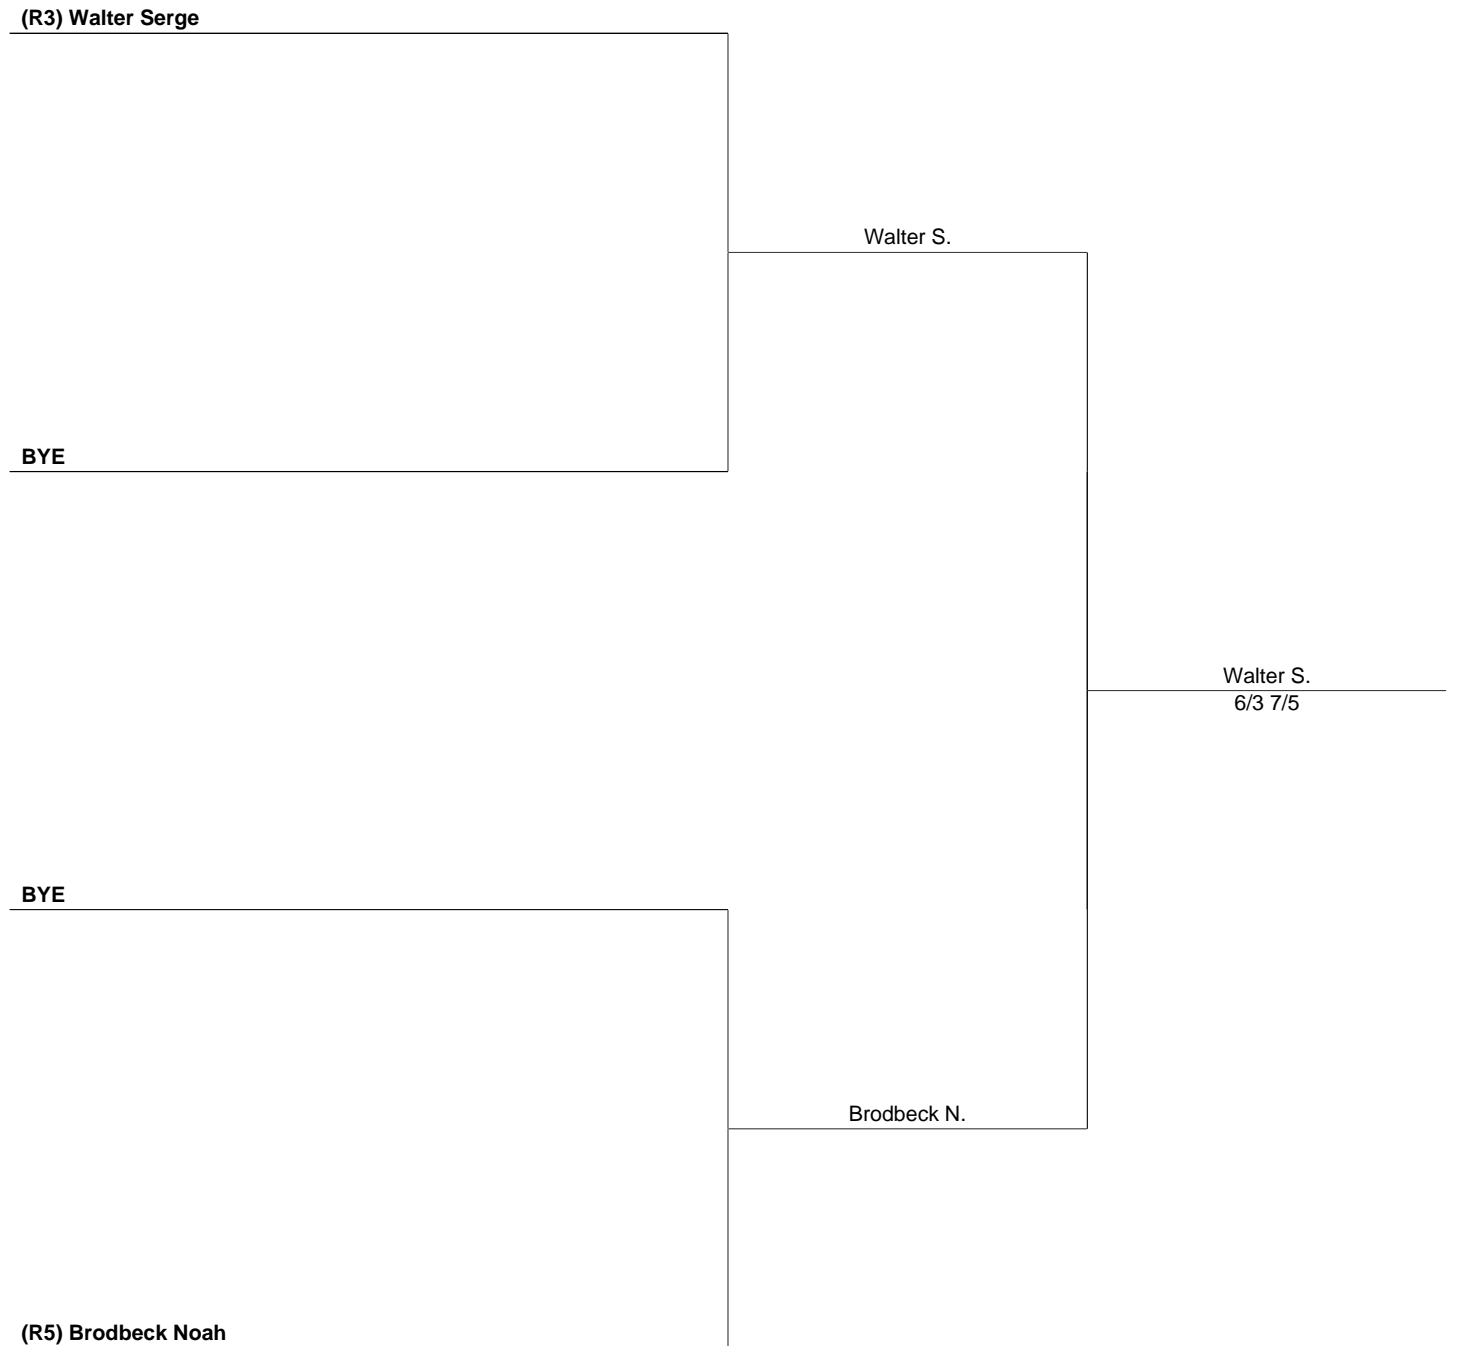 (R3) Walter Serge
Walter S.
BYE
Walter S.
6/3 7/5
BYE
Brodbeck N.
(R5) Brodbeck Noah